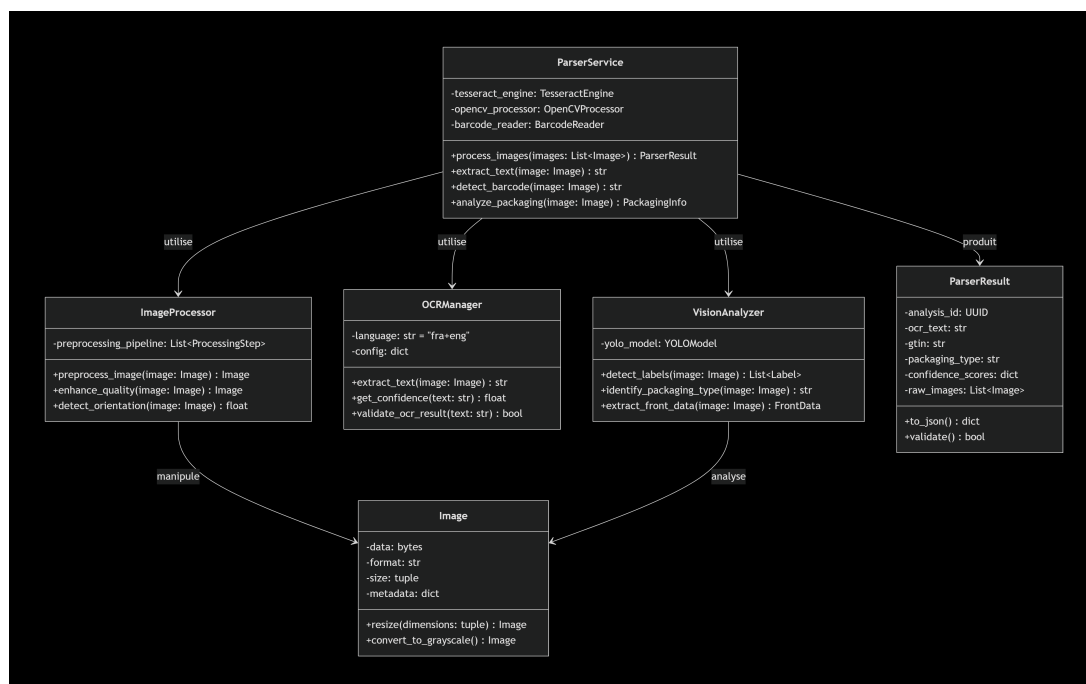 ParserService
-tesseract_engine: TesseractEngine
-opencv_processor: OpenCVProcessor
-barcode_reader: BarcodeReader
+process_images(images: List<Image>) : ParserResult
+extract_text(image: Image) : str
+detect_barcode(image: Image) : str
+analyze_packaging(image: Image) : PackagingInfo
utilise
utilise
utilise
produit
ImageProcessor
-preprocessing_pipeline: List<ProcessingStep>
+preprocess_image(image: Image) : Image
+enhance_quality(image: Image) : Image
+detect_orientation(image: Image) : float
OCRManager
-language: str = "fra+eng"
-config: dict
+extract_text(image: Image) : str
+get_confidence(text: str) : float
+validate_ocr_result(text: str) : bool
VisionAnalyzer
-yolo_model: YOLOModel
+detect_labels(image: Image) : List<Label>
+identify_packaging_type(image: Image) : str
+extract_front_data(image: Image) : FrontData
ParserResult
-analysis_id: UUID
-ocr_text: str
-gtin: str
-packaging_type: str
-confidence_scores: dict
-raw_images: List<Image>
+to_json() : dict
+validate() : bool
manipule
analyse
Image
-data: bytes
-format: str
-size: tuple
-metadata: dict
+resize(dimensions: tuple) : Image
+convert_to_grayscale() : Image